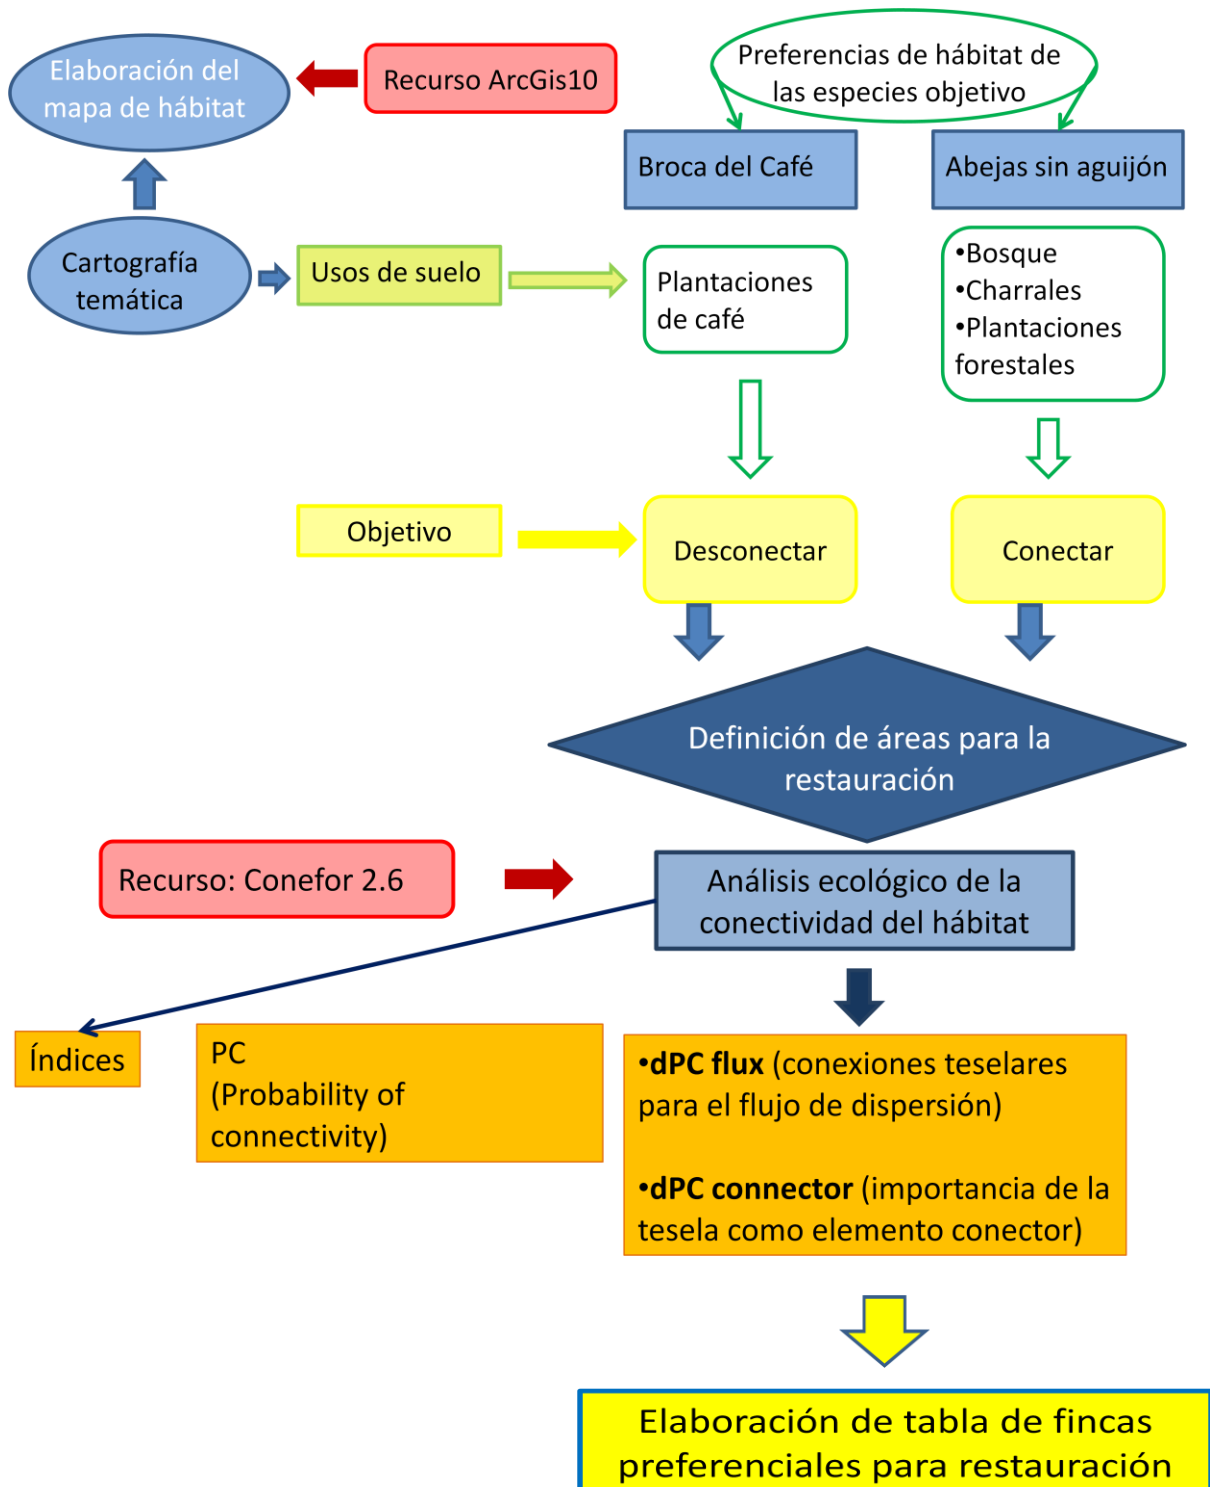 Elaboración del
mapa de hábitat
Recurso ArcGis10
Preferencias de hábitat de
las especies objetivo
Broca del Café
Abejas sin aguijón
Cartografía
temática
Usos de suelo
Plantaciones
de café
•Bosque
•Charrales
•Plantaciones
forestales
Objetivo
Desconectar
Conectar
Definición de áreas para la
restauración
Recurso: Conefor 2.6
Análisis ecológico de la
conectividad del hábitat
Índices
PC
(Probability of
connectivity)
•dPC flux (conexiones teselares
para el flujo de dispersión)
•dPC connector (importancia de la
tesela como elemento conector)
Elaboración de tabla de fincas
preferenciales para restauración